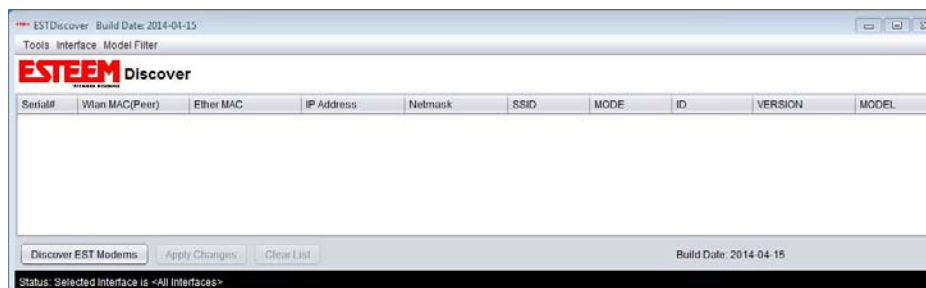 ESTDiscover Build Date: 2014-04-15
Tools Interface Model Filter
ESTEEM Discover
Serial# Wlan MAC(Peer) Ether MAC IP Address Netmask SSID MODE ID VERSION MODEL
Discover EST Modems Apply Changes Clear List Build Date: 2014-04-15
Status: Selected Interface is <All Interfaces>